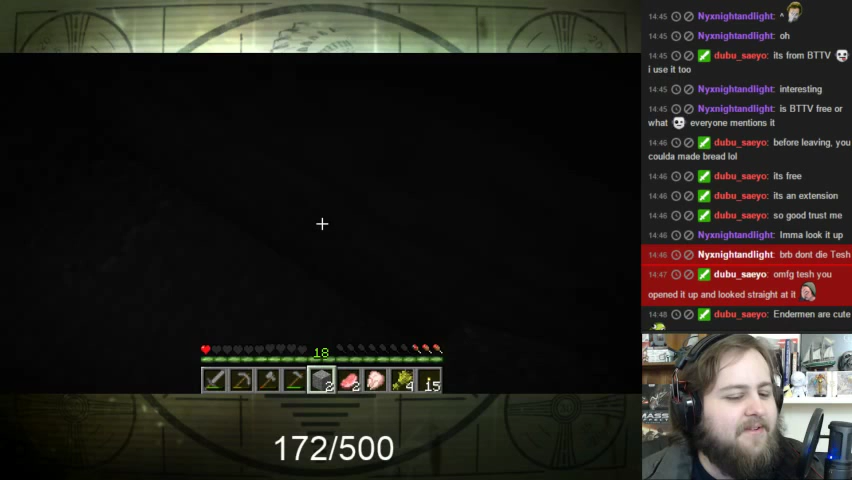 14:45 Nyxnightandlight: ^
14:45 Nyxnightandlight: oh
14:45 dubu_saeyo: its from BTTV
i use it too
14:45 Nyxnightandlight: interesting
14:45 Nyxnightandlight: is BTTV free or
what everyone mentions it
14:46 dubu_saeyo: before leaving, you
coulda made bread lol
14:46 dubu_saeyo: its free
14:46 dubu_saeyo: its an extension
14:46 dubu_saeyo: so good trust me
14:46 Nyxnightandlight: Imma look it up
14:46 Nyxnightandlight: brb dont die Tesh
14:47 dubu_saeyo: omfg tesh you
opened it up and looked straight at it
14:48 dubu_saeyo: Endermen are cute
18
2 2 4 15
172/500
MASS